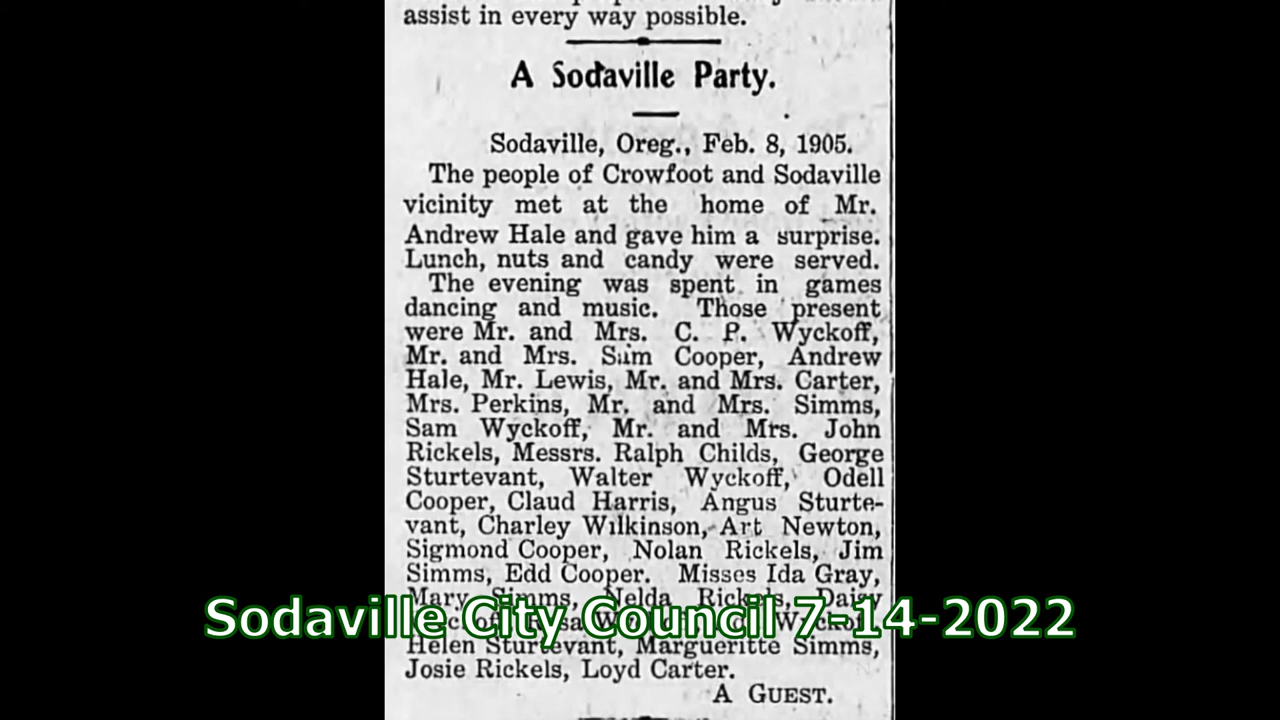 assist in every way possible.
A Sodaville Party.
Sodaville, Oreg., Feb. 8, 1905.
The people of Crowfoot and Sodaville
vicinity met at the home of Mr.
Andrew Hale and gave him a surprise.
Lunch, nuts and candy were served.
The evening was spent in games
dancing and music. Those present
were Mr. and Mrs. C. P. Wyckoff,
Mr. and Mrs. Sam Cooper, Andrew
Hale, Mr. Lewis, Mr. and Mrs. Carter,
Mrs. Perkins, Mr. and Mrs. Simms,
Sam Wyckoff, Mr. and Mrs. John
Rickels, Messrs. Ralph Childs, George
Sturtevant, Walter Wyckoff, Odell
Cooper, Claud Harris, Angus Sturte-
vant, Charley Wilkinson, Art Newton,
Sigmond Cooper, Nolan Rickels, Jim
Simms, Edd Cooper. Misses Ida Gray,
Mary Simms, Nelda Rickels, Daisy
Sodaville City Council 7-14-2022
Helen Sturtevant, Margueritte Simms,
Josie Rickels, Loyd Carter.
A GUEST.